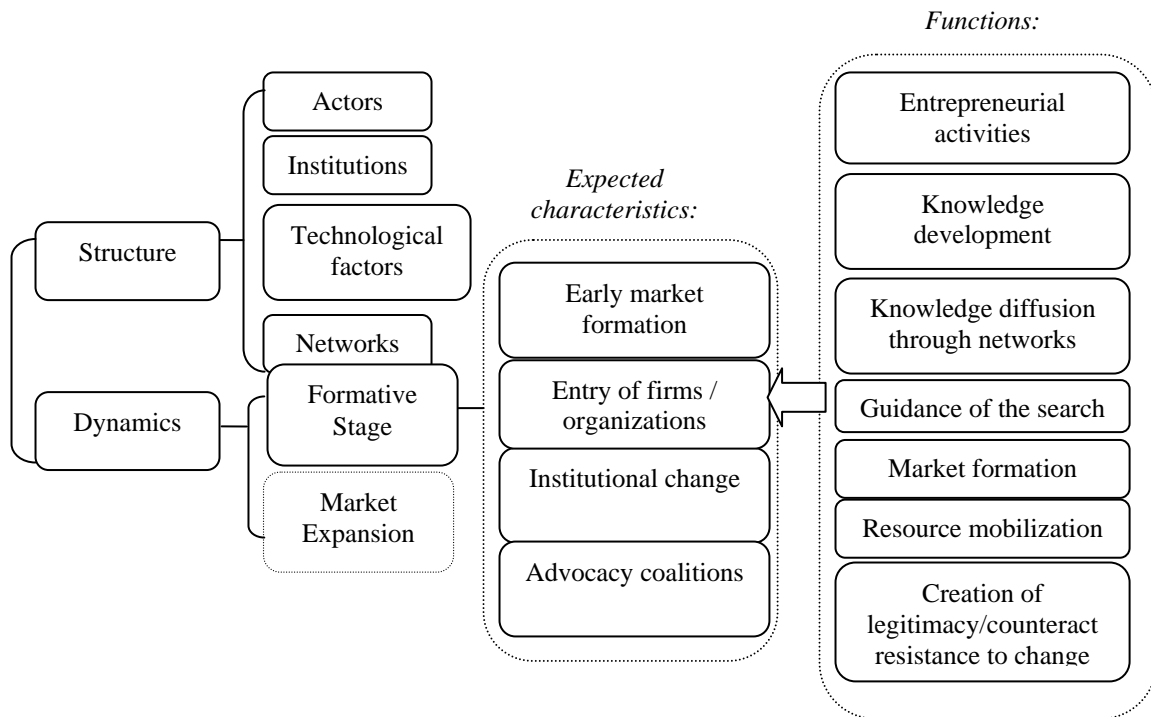 Functions:
Actors
Institutions
Technological
factors
Networks
Structure
Dynamics
Formative
Stage
Market
Expansion
Expected
characteristics:
Early market
formation
Entry of firms /
organizations
Institutional change
Advocacy coalitions
Entrepreneurial
activities
Knowledge
development
Knowledge diffusion
through networks
Guidance of the search
Market formation
Resource mobilization
Creation of
legitimacy/counteract
resistance to change